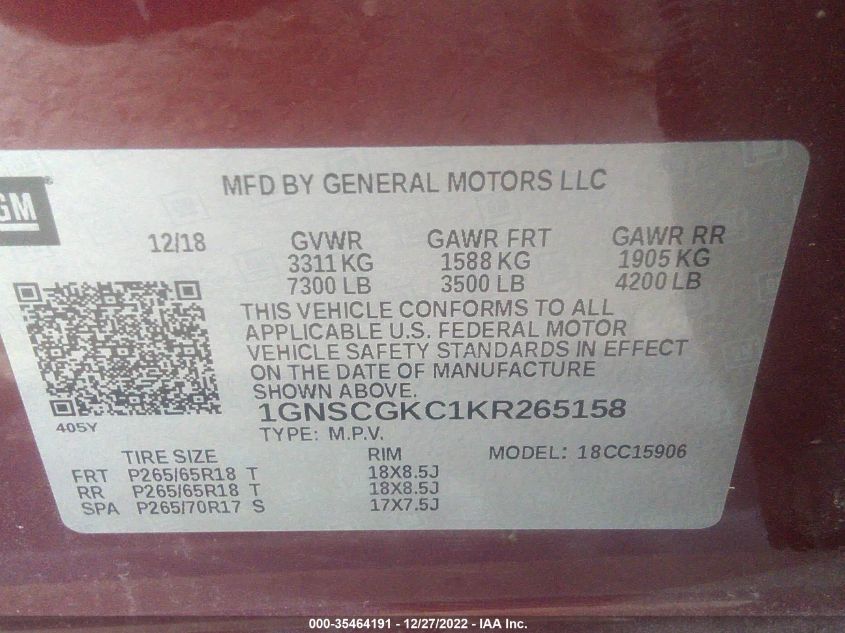 GM
MFD BY GENERAL MOTORS LLC
12/18 GVWR GAWR FRT GAWR RR
3311 KG 1588 KG 1905 KG
7300 LB 3500 LB 4200 LB
THIS VEHICLE CONFORMS TO ALL
APPLICABLE U.S. FEDERAL MOTOR
VEHICLE SAFETY STANDARDS IN EFFECT
ON THE DATE OF MANUFACTURE
SHOWN ABOVE.
1GNSCGKC1KR265158
405Y
TYPE: M.P.V.
TIRE SIZE RIM MODEL: 18CC15906
FRT P265/65R18 T 18X8.5J
RR P265/65R18 T 18X8.5J
SPA P265/70R17 S 17X7.5J
000-35464191 - 12/27/2022 - IAA Inc.